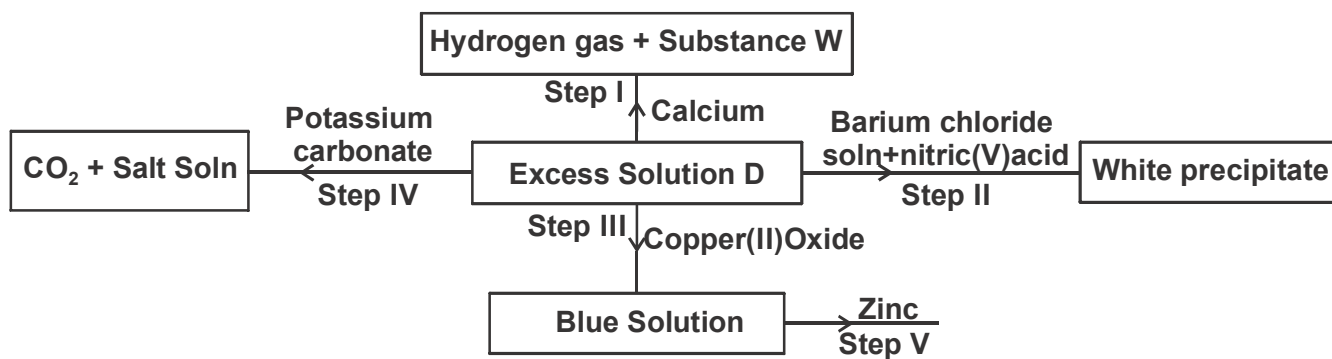 Hydrogen gas + Substance W
Step I
Calcium
Potassium
carbonate
Step IV
CO₂ + Salt Soln
Excess Solution D
Barium chloride
soln+nitric(V)acid
Step II
White precipitate
Step III
Copper(II)Oxide
Blue Solution
Zinc
Step V